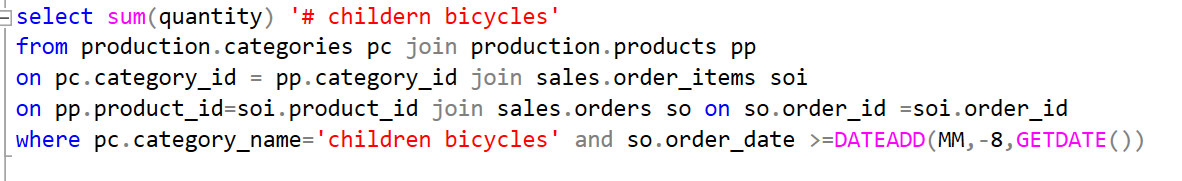 select sum(quantity) '# childern bicycles'
from production.categories pc join production.products pp
on pc.category_id = pp.category_id join sales.order_items soi
on pp.product_id=soi.product_id join sales.orders so on so.order_id =soi.order_id
where pc.category_name='children bicycles' and so.order_date >=DATEADD(MM,-8,GETDATE())